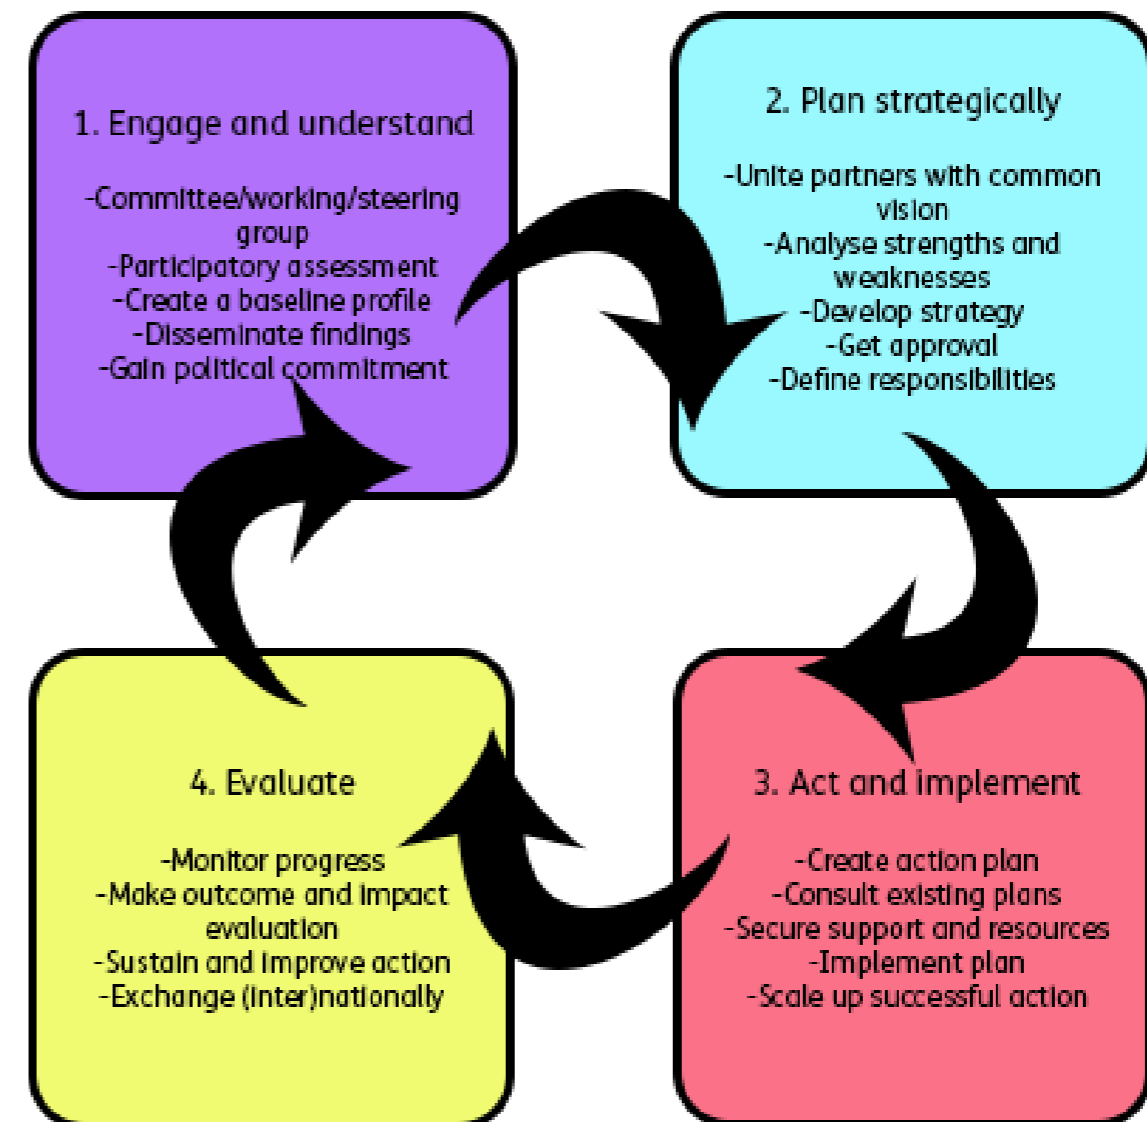 1. Engage and understand
-Committee/working/steering
group
-Participatory assessment
-Create a baseline profile
-Disseminate findings
-Gain political commitment
2. Plan strategically
-Unite partners with common
vision
-Analyse strengths and
weaknesses
-Develop strategy
-Get approval
-Define responsibilities
3. Act and implement
-Create action plan
-Consult existing plans
-Secure support and resources
-Implement plan
-Scale up successful action
4. Evaluate
-Monitor progress
-Make outcome and impact
evaluation
-Sustain and improve action
-Exchange (inter)nationally